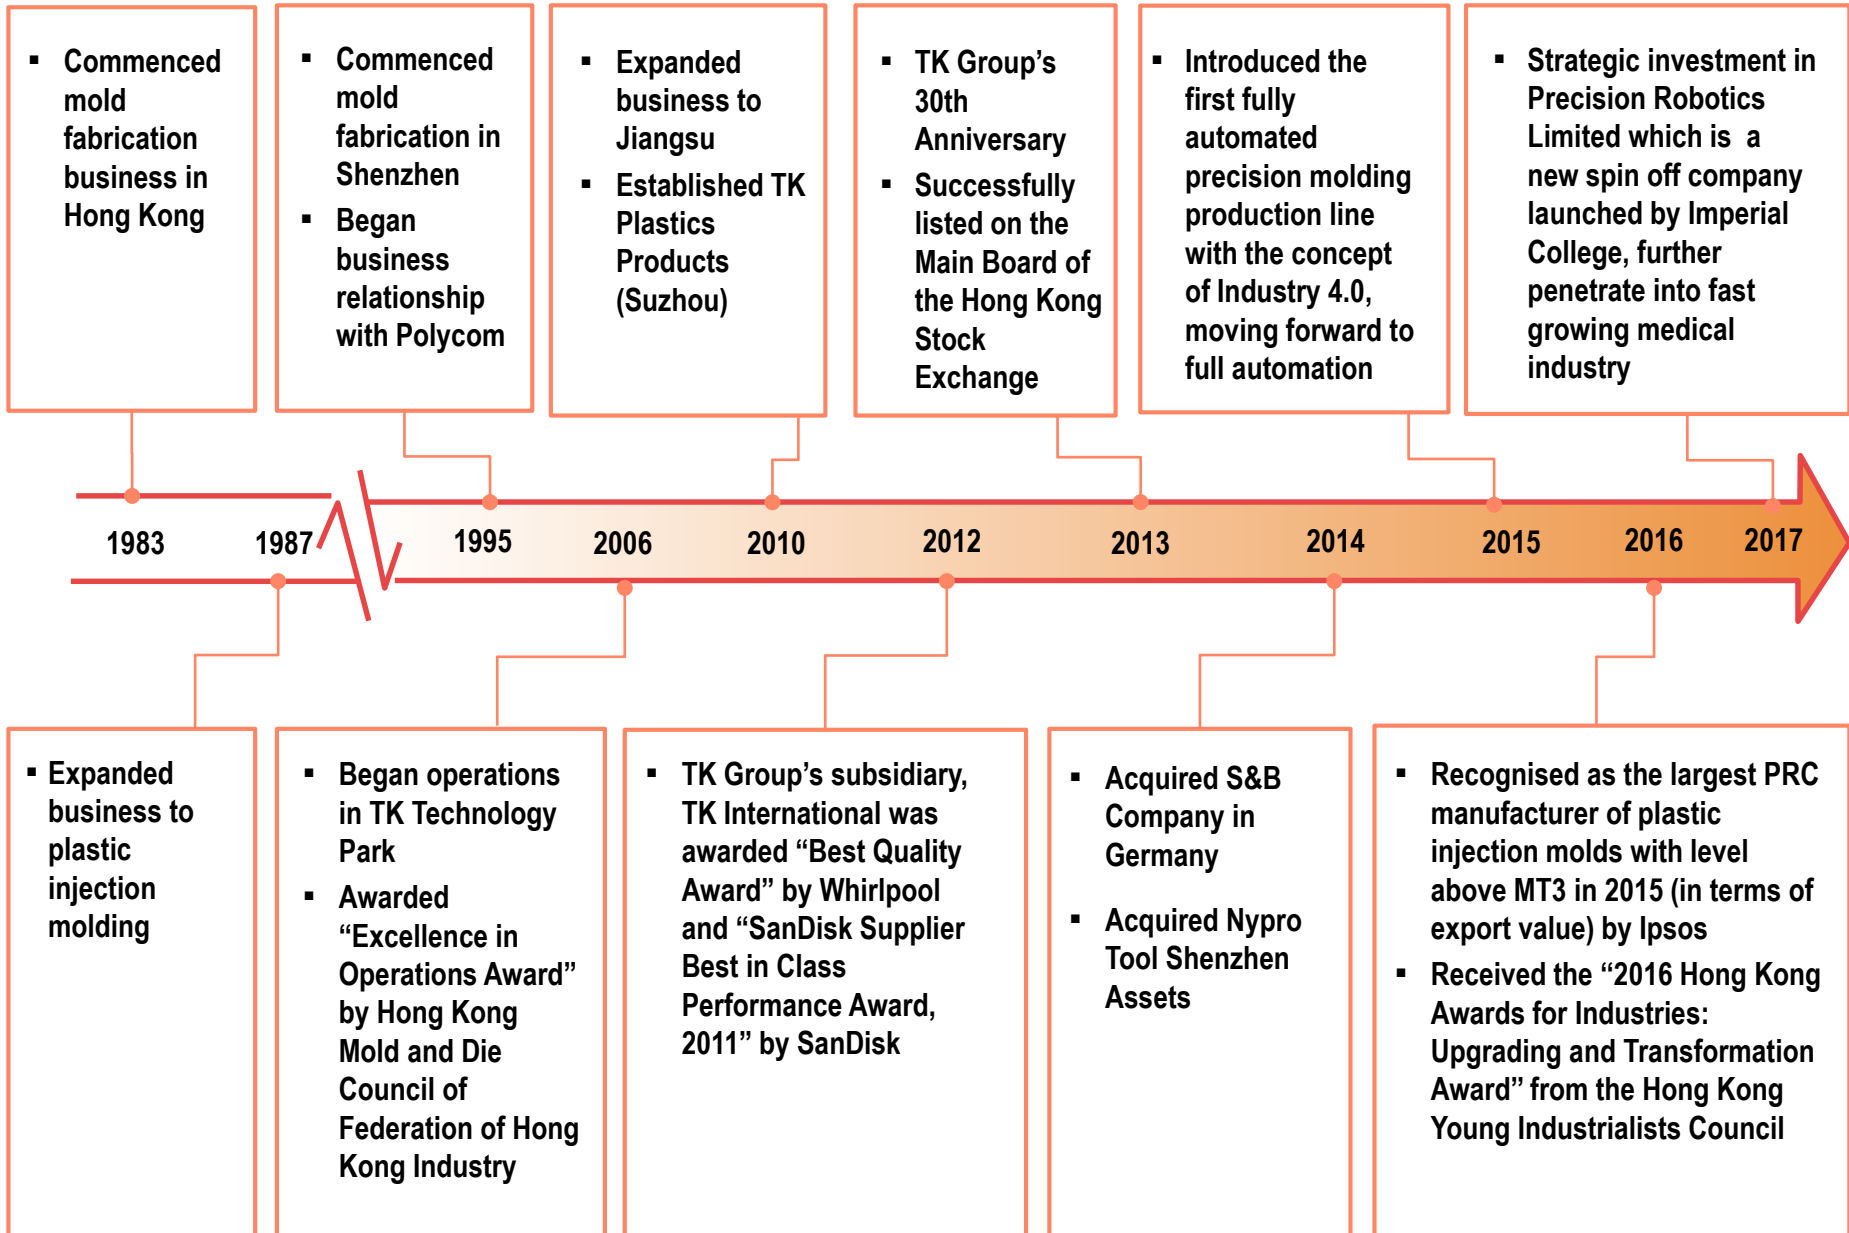 ▪ Commenced
mold
fabrication
business in
Hong Kong
▪ Commenced
mold
fabrication in
Shenzhen
▪ Began
business
relationship
with Polycom
▪ Expanded
business to
Jiangsu
▪ Established TK
Plastics
Products
(Suzhou)
▪ TK Group’s
30th
Anniversary
▪ Successfully
listed on the
Main Board of
the Hong Kong
Stock
Exchange
▪ Introduced the
first fully
automated
precision molding
production line
with the concept
of Industry 4.0,
moving forward to
full automation
▪ Strategic investment in
Precision Robotics
Limited which is  a
new spin off company
launched by Imperial
College, further
penetrate into fast
growing medical
industry
1983
1987
1995
2006
2010
2012
2013
2014
2015
2016
2017
▪ Expanded
business to
plastic
injection
molding
▪ Began operations
in TK Technology
Park
▪ Awarded
“Excellence in
Operations Award”
by Hong Kong
Mold and Die
Council of
Federation of Hong
Kong Industry
▪ TK Group’s subsidiary,
TK International was
awarded “Best Quality
Award” by Whirlpool
and “SanDisk Supplier
Best in Class
Performance Award,
2011” by SanDisk
▪ Acquired S&B
Company in
Germany
▪ Acquired Nypro
Tool Shenzhen
Assets
▪ Recognised as the largest PRC
manufacturer of plastic
injection molds with level
above MT3 in 2015 (in terms of
export value) by Ipsos
▪ Received the “2016 Hong Kong
Awards for Industries:
Upgrading and Transformation
Award” from the Hong Kong
Young Industrialists Council